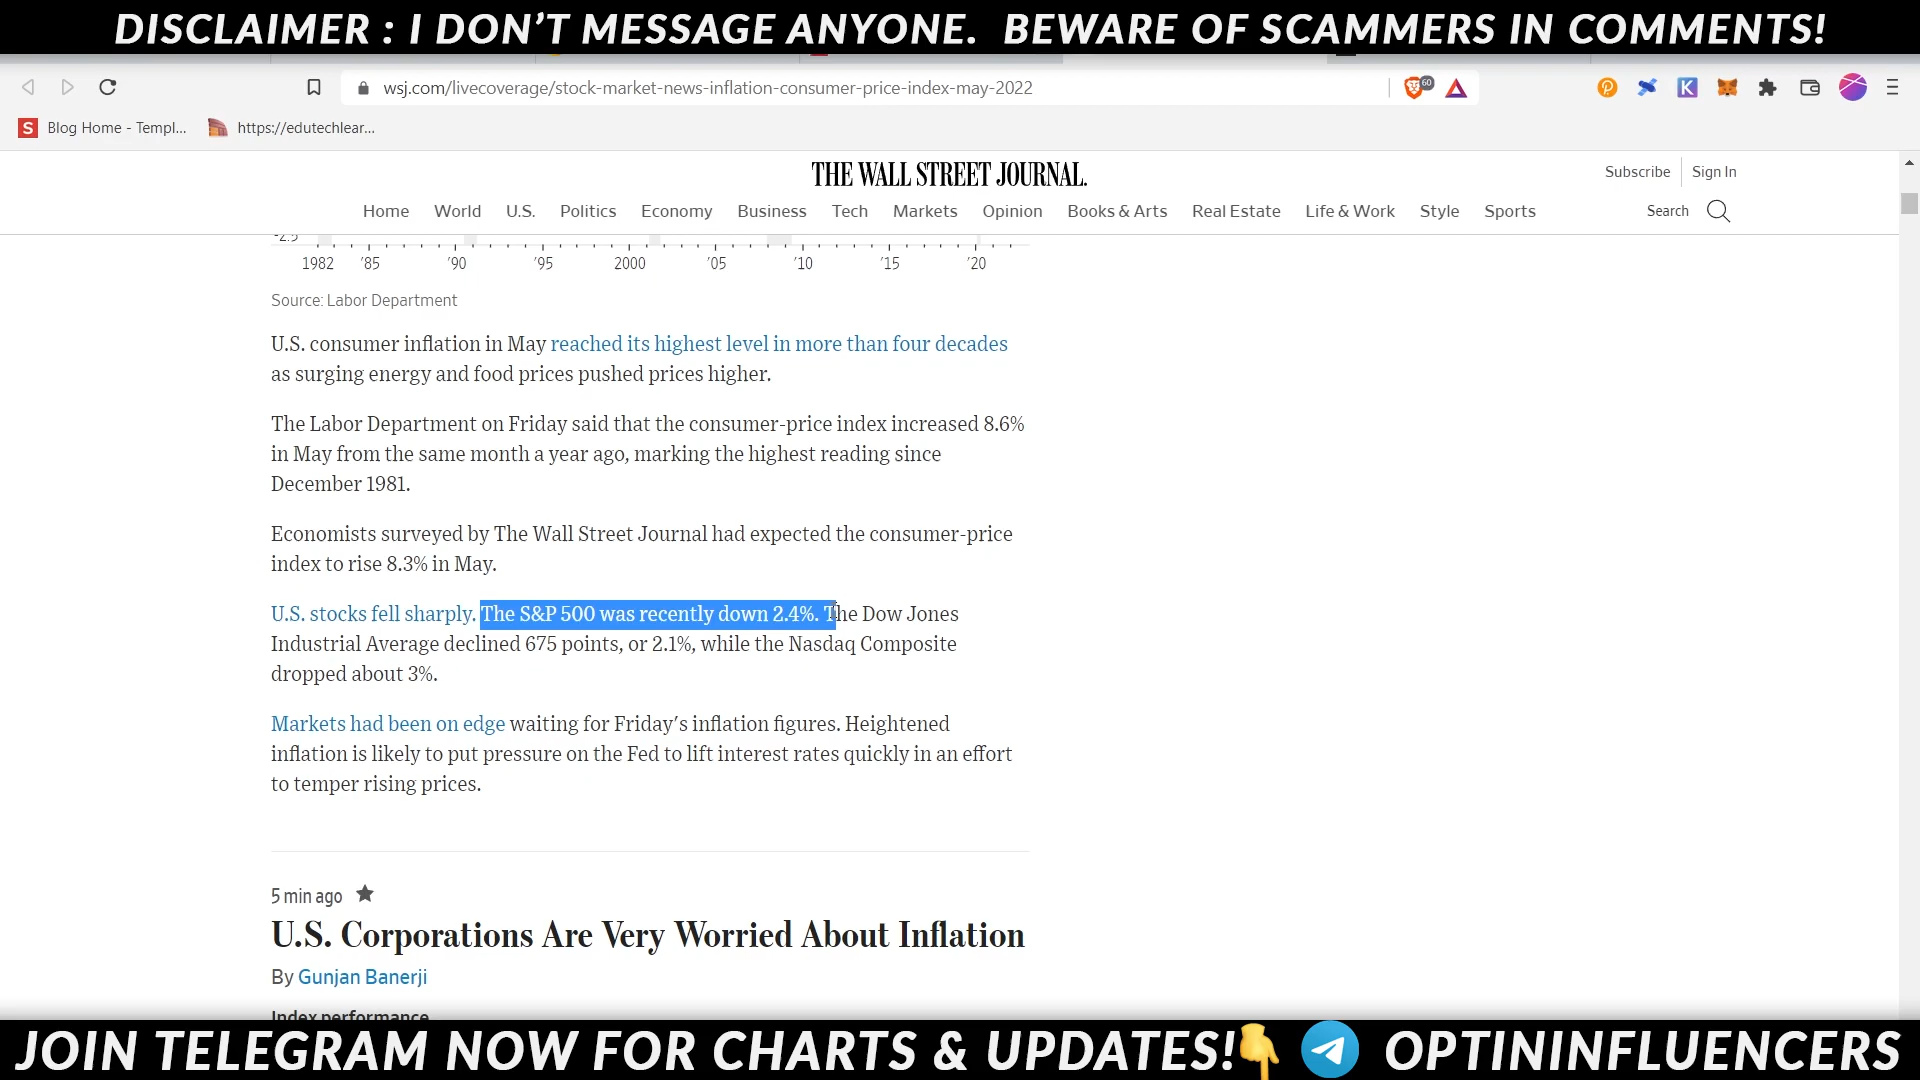 DISCLAIMER : I DON'T MESSAGE ANYONE. BEWARE OF SCAMMERS IN COMMENTS!
wsj.com/livecoverage/stock-market-news-inflation-consumer-price-index-may-2022
60
Blog Home - Templ... https://edutechlear...
THE WALL STREET JOURNAL.
Subscribe Sign In
Home World U.S. Politics Economy Business Tech Markets Opinion Books & Arts Real Estate Life & Work Style Sports Search
-2.5
1982 '85 '90 '95 2000 '05 '10 '15 '20
Source: Labor Department
U.S. consumer inflation in May reached its highest level in more than four decades
as surging energy and food prices pushed prices higher.
The Labor Department on Friday said that the consumer-price index increased 8.6%
in May from the same month a year ago, marking the highest reading since
December 1981.
Economists surveyed by The Wall Street Journal had expected the consumer-price
index to rise 8.3% in May.
U.S. stocks fell sharply. The S&P 500 was recently down 2.4%. The Dow Jones
Industrial Average declined 675 points, or 2.1%, while the Nasdaq Composite
dropped about 3%.
Markets had been on edge waiting for Friday's inflation figures. Heightened
inflation is likely to put pressure on the Fed to lift interest rates quickly in an effort
to temper rising prices.
5 min ago
U.S. Corporations Are Very Worried About Inflation
By Gunjan Banerji
Index performance
JOIN TELEGRAM NOW FOR CHARTS & UPDATES! OPTININFLUENCERS